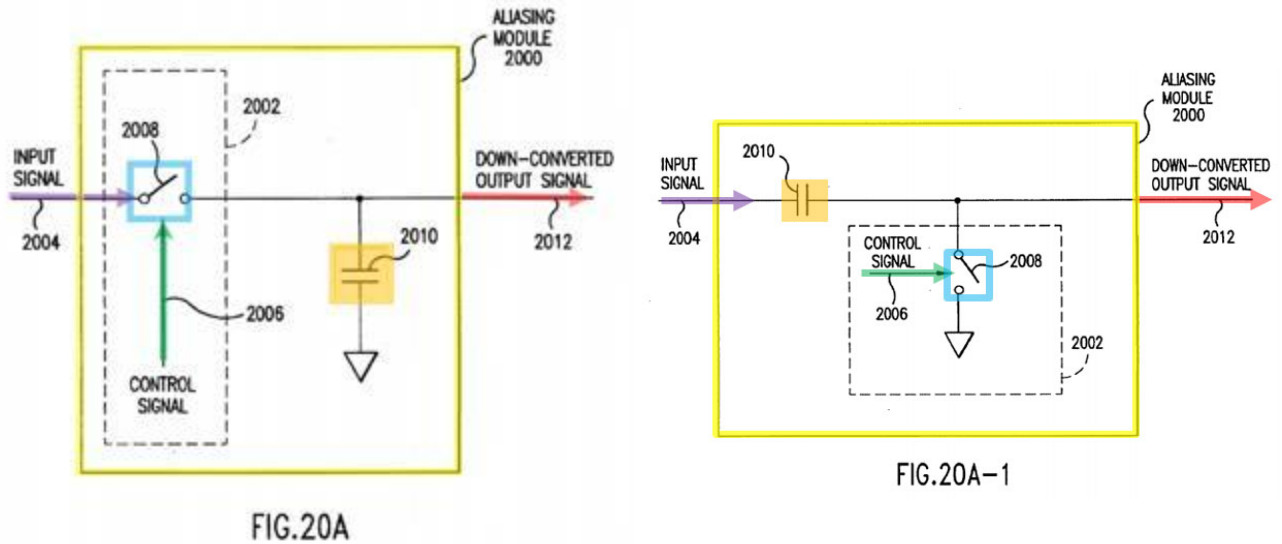 ALIASING
MODULE
2000
2002
2008
INPUT
SIGNAL
2004
DOWN-CONVERTED
OUTPUT SIGNAL
2012
2010
2006
CONTROL
SIGNAL
FIG.20A
ALIASING
MODULE
2000
2010
INPUT
SIGNAL
2004
DOWN-CONVERTED
OUTPUT SIGNAL
2012
CONTROL
SIGNAL
2008
2006
2002
FIG.20A-1